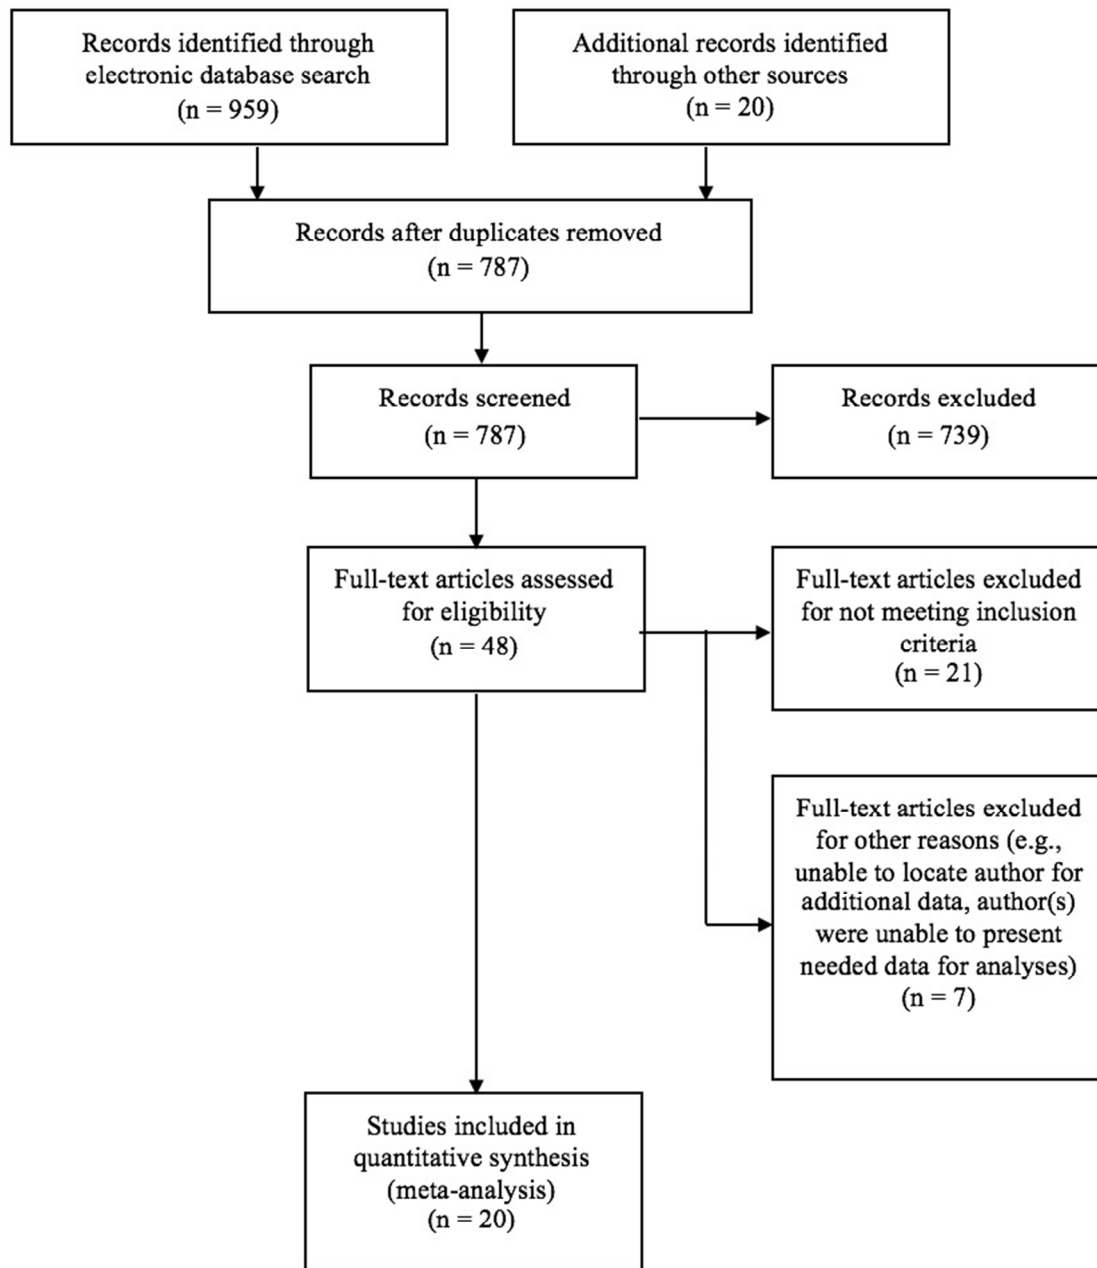 Records identified through
electronic database search
(n = 959)
Additional records identified
through other sources
(n = 20)
Records after duplicates removed
(n = 787)
Records screened
(n = 787)
Records excluded
(n = 739)
Full-text articles assessed
for eligibility
(n = 48)
Full-text articles excluded
for not meeting inclusion
criteria
(n = 21)
Full-text articles excluded
for other reasons (e.g.,
unable to locate author for
additional data, author(s)
were unable to present
needed data for analyses)
(n = 7)
Studies included in
quantitative synthesis
(meta-analysis)
(n = 20)